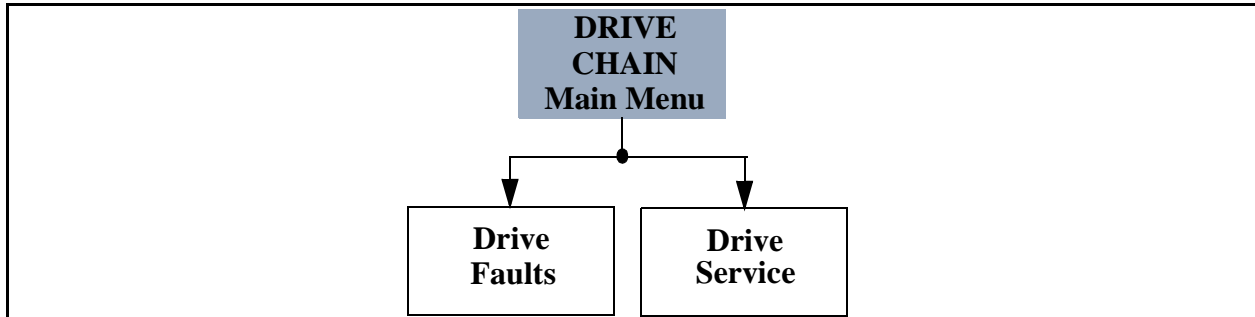 DRIVE
CHAIN
Main Menu
Drive
Faults
Drive
Service